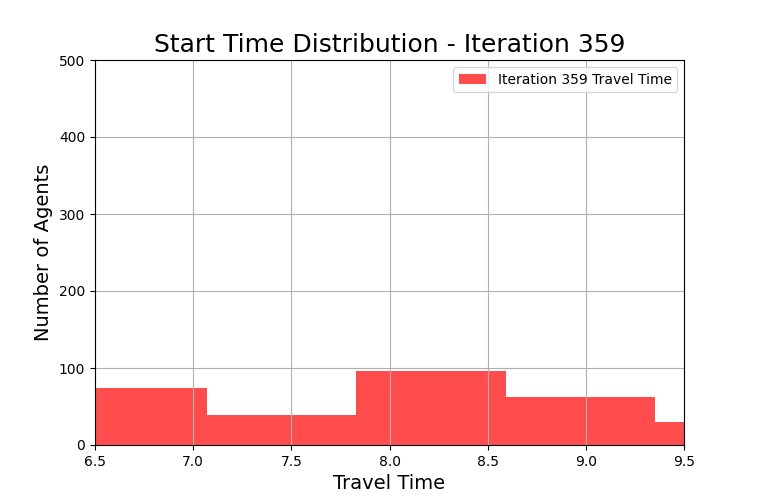 Start Time Distribution - Iteration 359
Iteration 359 Travel Time
Number of Agents
500
400
300
200
100
0
6.5 7.0 7.5 8.0 8.5 9.0 9.5
Travel Time